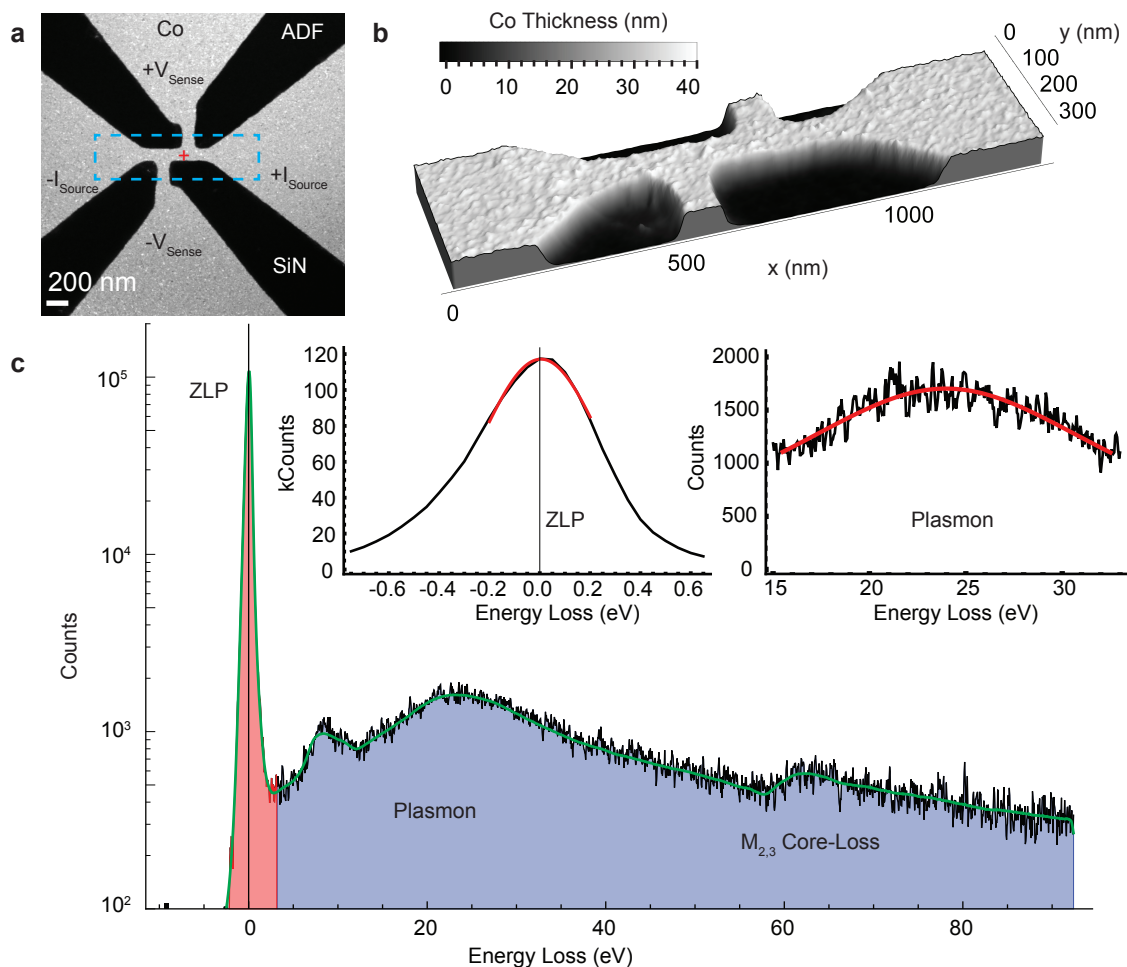 a
Co
ADF
+V_Sense
-I_Source
+I_Source
-V_Sense
SiN
200 nm
b
Co Thickness (nm)
0 10 20 30 40
0
100
200
300
y (nm)
0
500
1000
x (nm)
c
10^5
10^4
10^3
10^2
Counts
ZLP
Plasmon
M_2,3 Core-Loss
0 20 40 60 80
Energy Loss (eV)
120
100
80
60
40
20
0
kCounts
ZLP
-0.6 -0.4 -0.2 0.0 0.2 0.4 0.6
Energy Loss (eV)
2000
1500
1000
500
0
Counts
Plasmon
15 20 25 30
Energy Loss (eV)